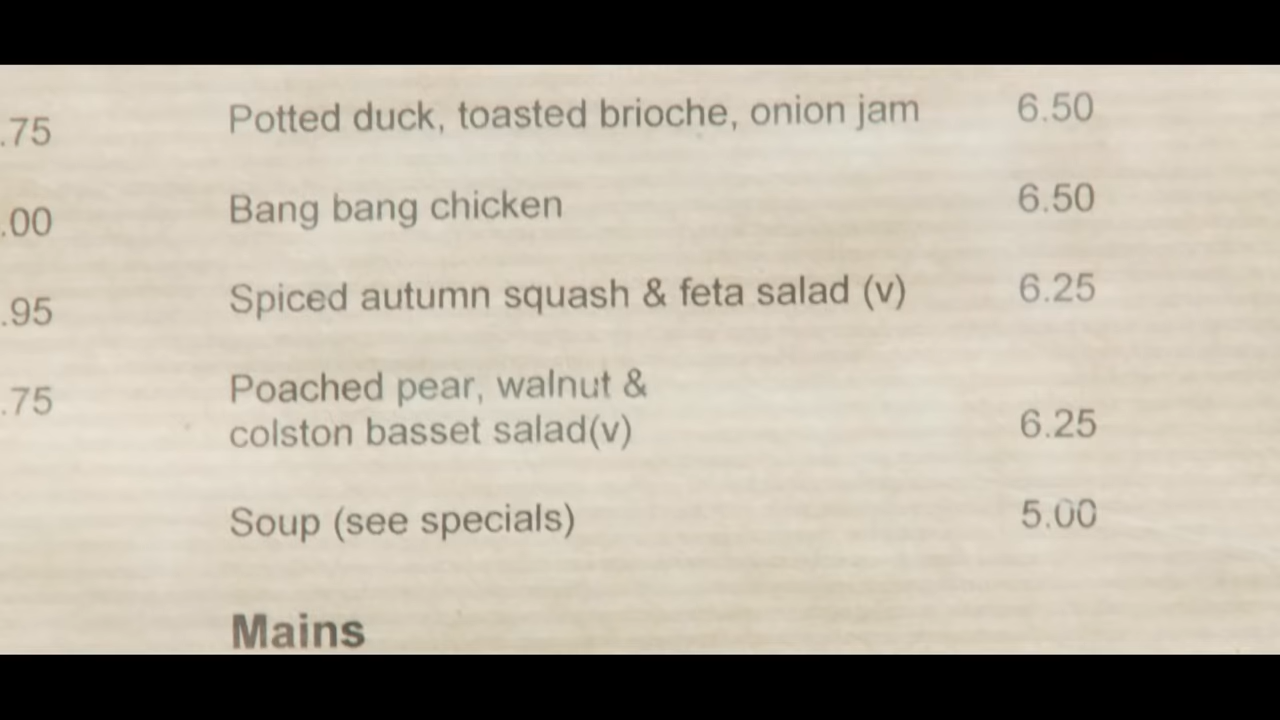 .75
Potted duck, toasted brioche, onion jam 6.50
.00
Bang bang chicken 6.50
.95
Spiced autumn squash & feta salad (v) 6.25
.75
Poached pear, walnut &
colston basset salad(v) 6.25
Soup (see specials) 5.00
Mains